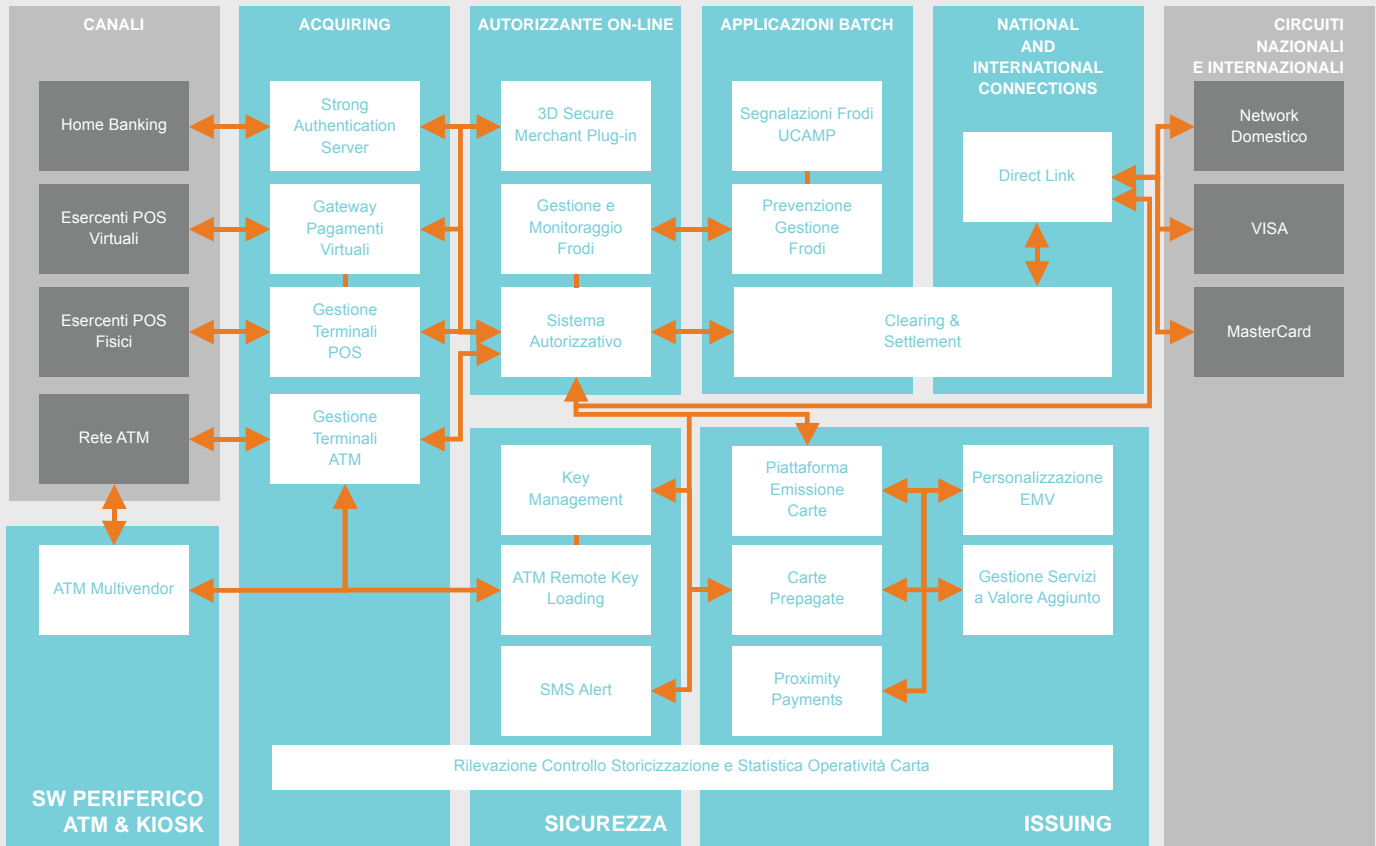 CANALI
Home Banking
Esercenti POS
Virtuali
Esercenti POS
Fisici
Rete ATM
ATM Multivendor
SW PERIFERICO
ATM & KIOSK
ACQUIRING
Strong
Authentication
Server
Gateway
Pagamenti
Virtuali
Gestione
Terminali
POS
Gestione
Terminali
ATM
AUTORIZZANTE ON-LINE
3D Secure
Merchant Plug-in
Gestione e
Monitoraggio
Frodi
Sistema
Autorizzativo
APPLICAZIONI BATCH
Segnalazioni Frodi
UCAMP
Prevenzione
Gestione
Frodi
NATIONAL
AND
INTERNATIONAL
CONNECTIONS
Direct Link
Clearing &
Settlement
CIRCUITI
NAZIONALI
E INTERNAZIONALI
Network
Domestico
VISA
MasterCard
Key
Management
ATM Remote Key
Loading
SMS Alert
Piattaforma
Emissione
Carte
Carte
Prepagate
Proximity
Payments
Personalizzazione
EMV
Gestione Servizi
a Valore Aggiunto
Rilevazione Controllo Storicizzazione e Statistica Operatività Carta
SICUREZZA
ISSUING